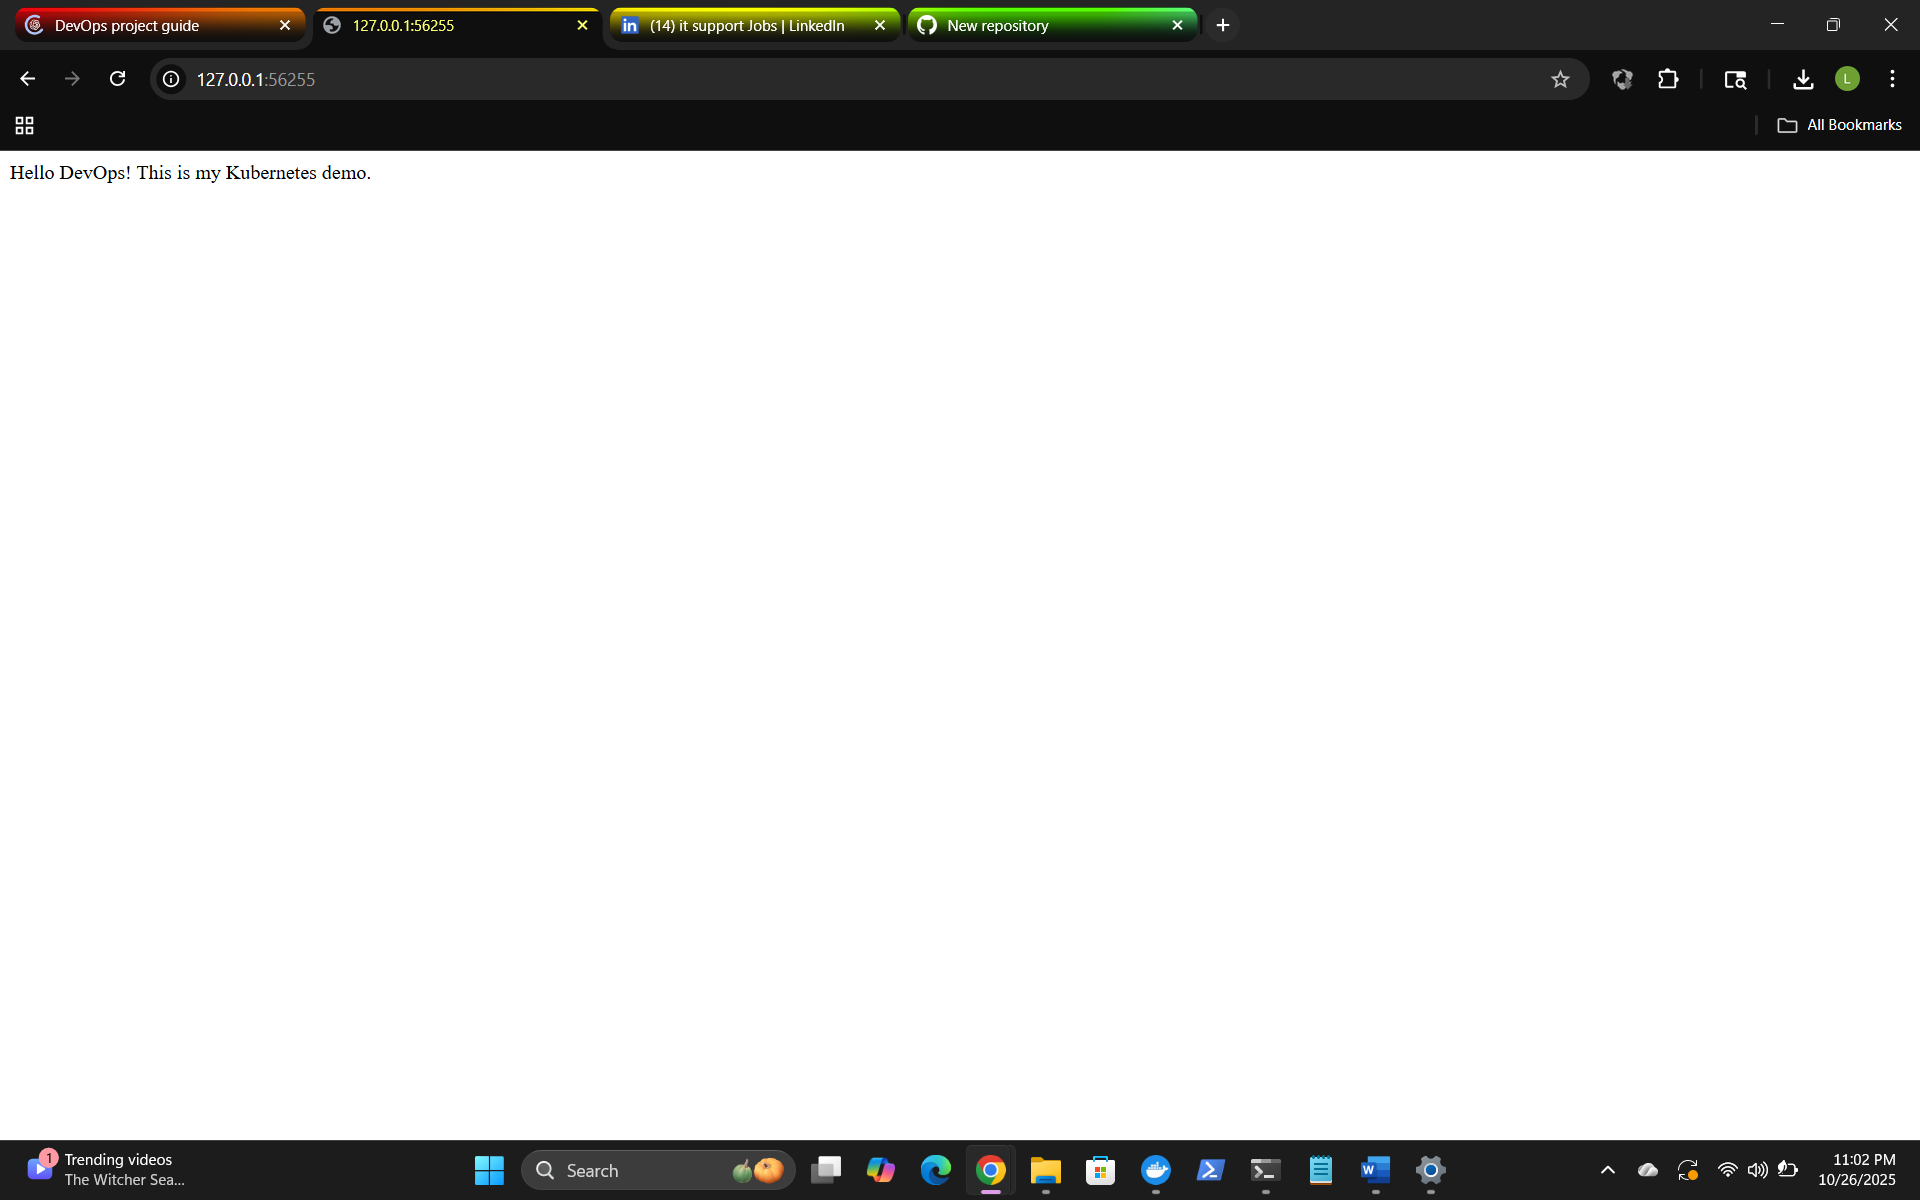 DevOps project guide
127.0.0.1:56255
(14) it support Jobs | LinkedIn
New repository
127.0.0.1:56255
L
All Bookmarks
Hello DevOps! This is my Kubernetes demo.
1
Trending videos
The Witcher Sea...
Search
11:02 PM
10/26/2025